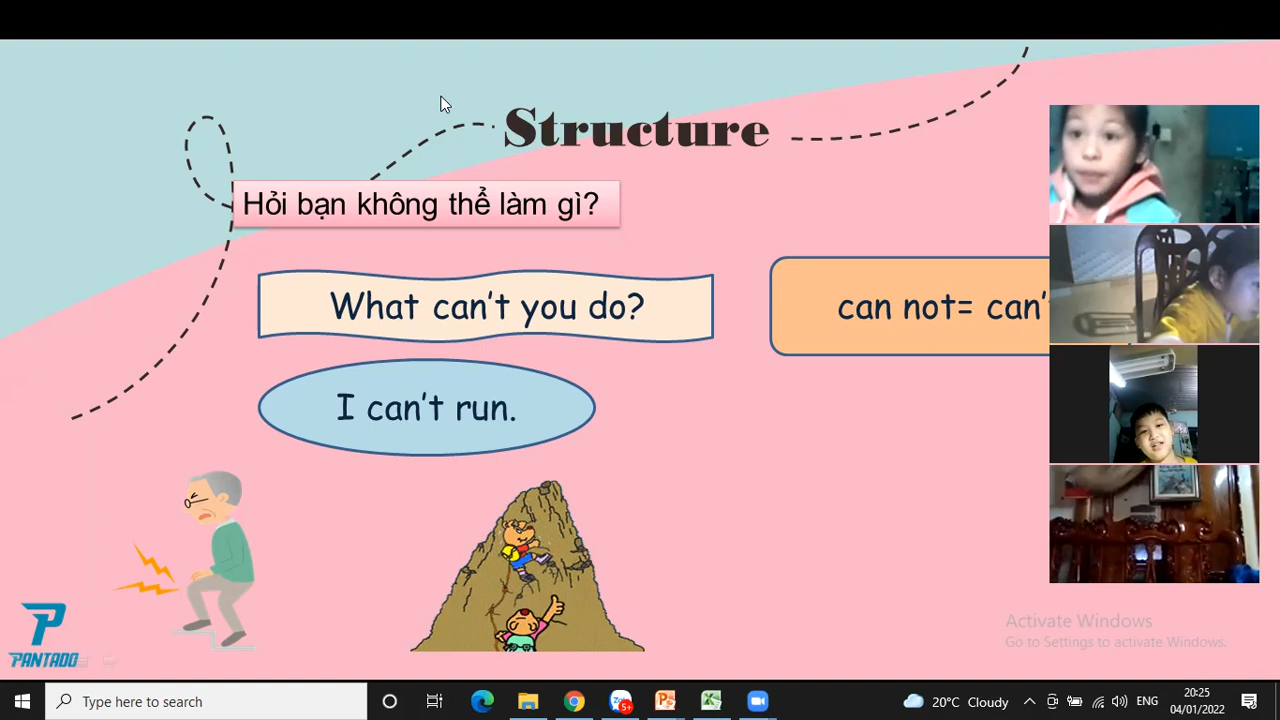 Structure
Hỏi bạn không thể làm gì?
What can't you do?
can not= can'
I can't run.
PANTADO
Activate Windows
Go to Settings to activate Windows.
Type here to search
5+
20°C Cloudy
ENG
20:25
04/01/2022